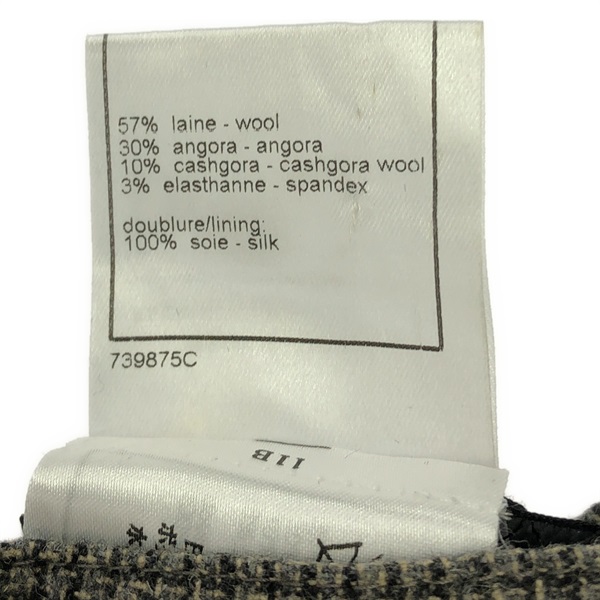 57% laine - wool
30% angora - angora
10% cashgora - cashgora wool
3% elasthanne - spandex
doublure/lining:
100% soie - silk
739875C
11B